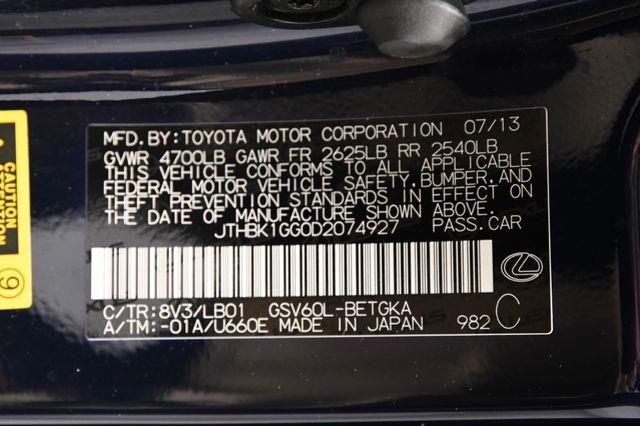 MFD.BY:TOYOTA MOTOR CORPORATION 07/13
GVWR 4700LB GAWR FR 2625LB RR 2540LB
THIS VEHICLE CONFORMS TO ALL APPLICABLE
FEDERAL MOTOR VEHICLE SAFETY,BUMPER,AND
THEFT PREVENTION STANDARDS IN EFFECT ON
THE DATE OF MANUFACTURE SHOWN ABOVE.
JTHBK1GG0D2074927 PASS.CAR
C/TR:8V3/LB01 GSV60L-BETGKA
A/TM:-01A/U660E MADE IN JAPAN 982 C
CAUTION